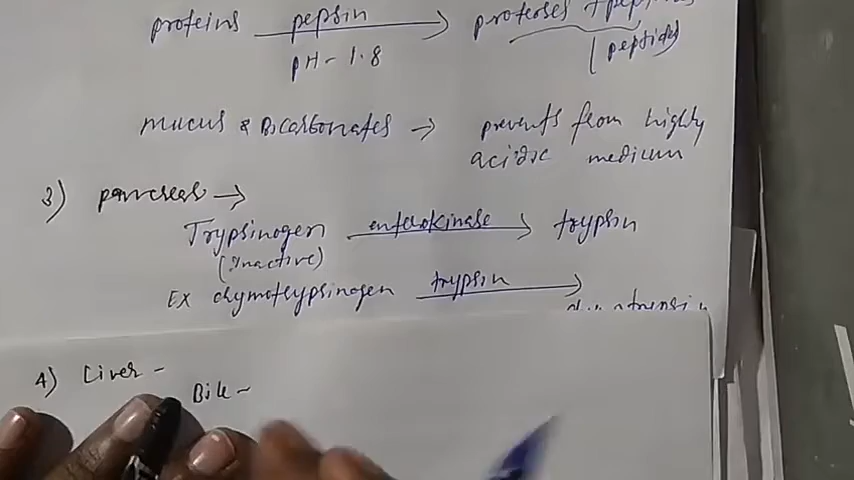 proteins pepsin → proteoses + peptones
pH - 1.8 | peptides
mucus & Bicarbonates → prevents from highly
acidic medium
3) pancreas →
Trypsinogen enterokinase → trypsin
(Inactive)
Ex chymotrypsinogen trypsin →
4) Liver -
Bile -